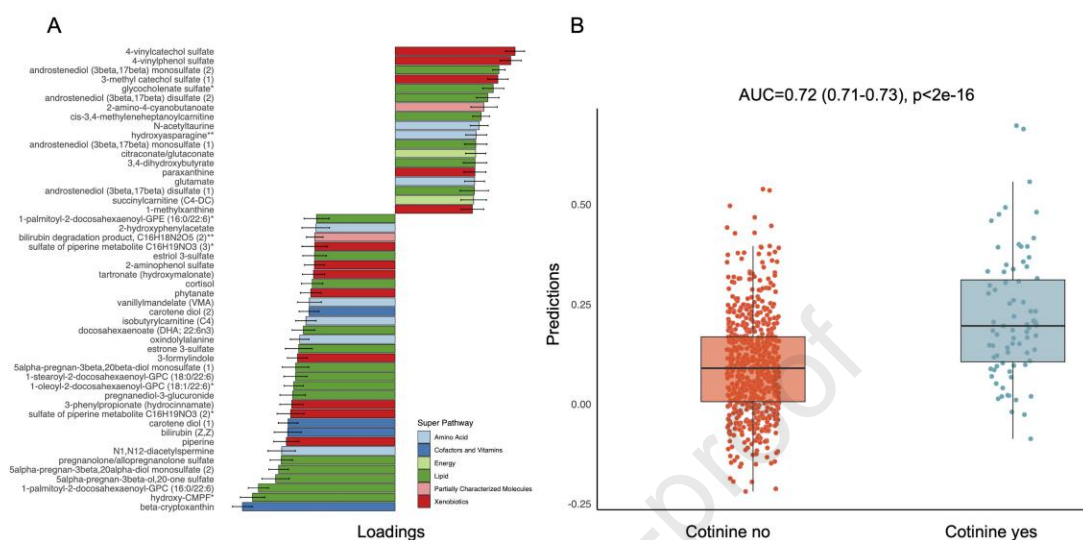 A
B
4-vinylcatechol sulfate
4-vinylphenol sulfate
androstenediol (3beta,17beta) monosulfate (2)
3-methyl catechol sulfate (1)
glycocholenate sulfate*
androstenediol (3beta,17beta) disulfate (2)
2-amino-4-cyanobutanoate
cis-3,4-methyleneheptanoylcarnitine
N-acetyltaurine
hydroxyasparagine**
androstenediol (3beta,17beta) monosulfate (1)
citraconate/glutaconate
3,4-dihydroxybutyrate
paraxanthine
glutamate
androstenediol (3beta,17beta) disulfate (1)
succinylcarnitine (C4-DC)
1-methylxanthine
1-palmitoyl-2-docosahexaenoyl-GPE (16:0/22:6)*
2-hydroxyphenylacetate
bilirubin degradation product, C16H18N2O5 (2)**
sulfate of piperine metabolite C16H19NO3 (3)*
estriol 3-sulfate
2-aminophenol sulfate
tartronate (hydroxymalonate)
cortisol
phytanate
vanillylmandelate (VMA)
carotene diol (2)
isobutyrylcarnitine (C4)
docosahexaenoate (DHA; 22:6n3)
oxindolylalanine
estrone 3-sulfate
3-formylindole
5alpha-pregnan-3beta,20beta-diol monosulfate (1)
1-stearoyl-2-docosahexaenoyl-GPC (18:0/22:6)
1-oleoyl-2-docosahexaenoyl-GPC (18:1/22:6)*
pregnanediol-3-glucuronide
3-phenylpropionate (hydrocinnamate)
sulfate of piperine metabolite C16H19NO3 (2)*
carotene diol (1)
bilirubin (Z,Z)
piperine
N1,N12-diacetylspermine
pregnanolone/allopregnanolone sulfate
5alpha-pregnan-3beta,20alpha-diol monosulfate (2)
5alpha-pregnan-3beta-ol,20-one sulfate
1-palmitoyl-2-docosahexaenoyl-GPC (16:0/22:6)
hydroxy-CMPF*
beta-cryptoxanthin
Super Pathway
Amino Acid
Cofactors and Vitamins
Energy
Lipid
Partially Characterized Molecules
Xenobiotics
Loadings
AUC=0.72 (0.71-0.73), p<2e-16
Predictions
0.50
0.25
0.00
-0.25
Cotinine no
Cotinine yes